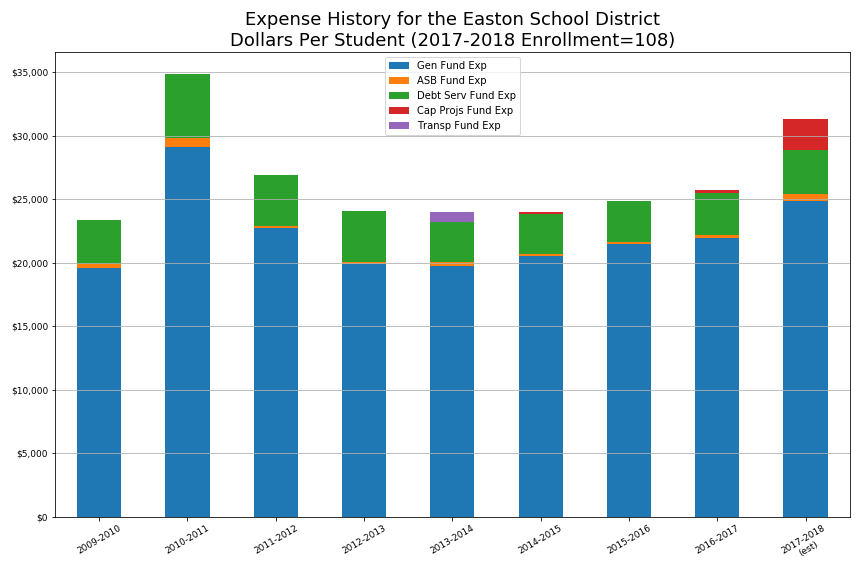 Expense History for the Easton School District
Dollars Per Student (2017-2018 Enrollment=108)
Gen Fund Exp
ASB Fund Exp
Debt Serv Fund Exp
Cap Projs Fund Exp
Transp Fund Exp
$35,000
$30,000
$25,000
$20,000
$15,000
$10,000
$5,000
$0
2009-2010
2010-2011
2011-2012
2012-2013
2013-2014
2014-2015
2015-2016
2016-2017
2017-2018
(est)